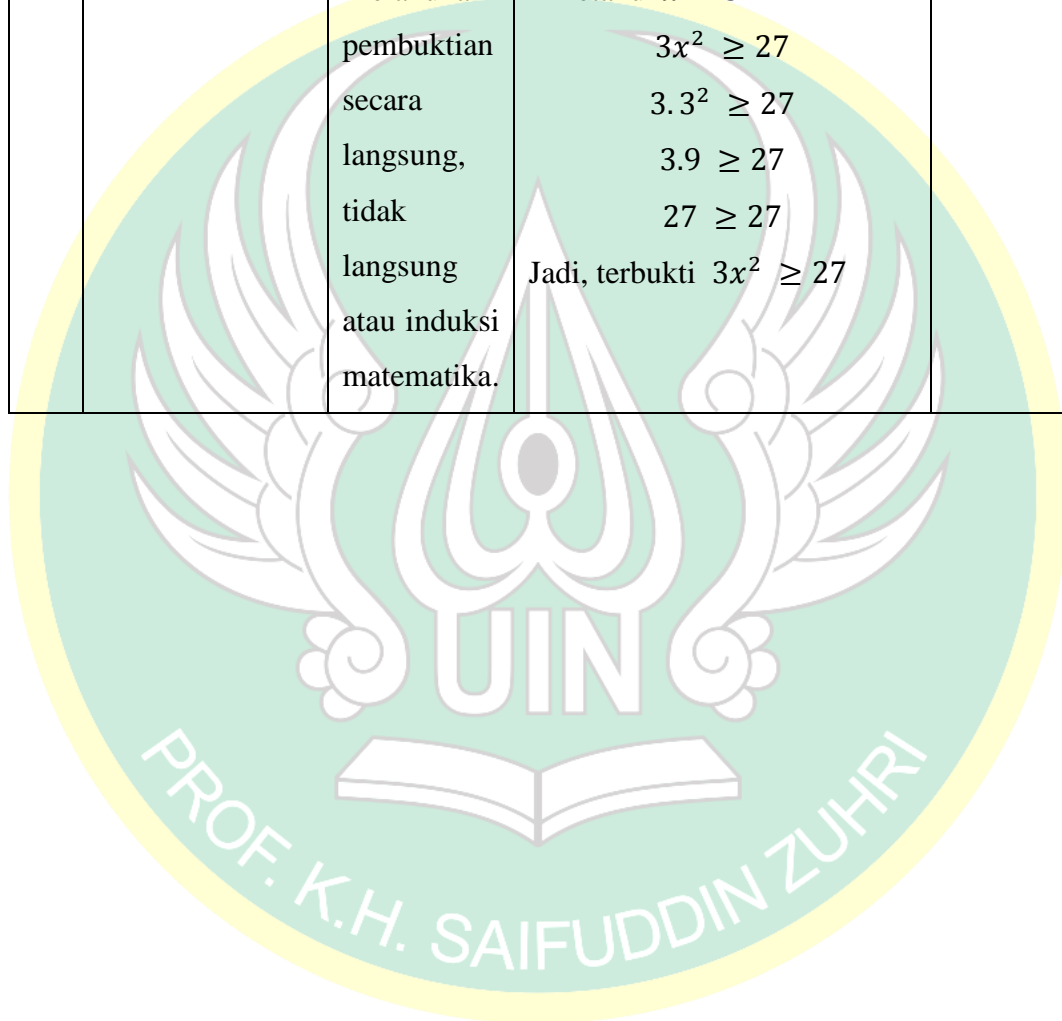 pembuktian
secara
langsung,
tidak
langsung
atau induksi
matematika.
3x² ≥ 27
3.3² ≥ 27
3.9 ≥ 27
27 ≥ 27
Jadi, terbukti 3x² ≥ 27
UIN
PROF. K.H. SAIFUDDIN ZUHRI